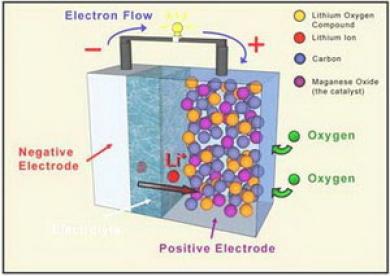 Electron Flow
−
+
Lithium Oxygen
Compound
Lithium Ion
Carbon
Maganese Oxide
(the catalyst)
Negative
Electrode
Li+
Oxygen
Oxygen
Electrolyte
Positive Electrode